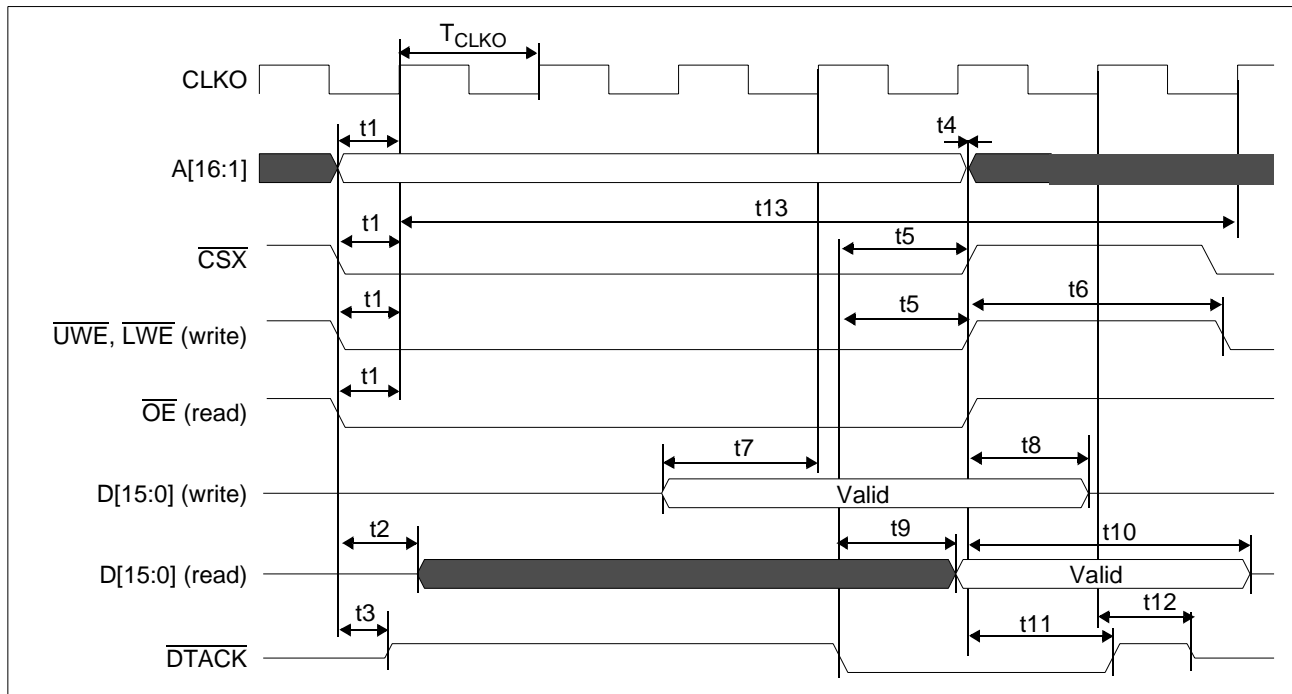 T_CLKO
CLKO
t1
t4
A[16:1]
t13
t1
t5
CSX
t1
t5
t6
UWE, LWE (write)
t1
OE (read)
t7
t8
D[15:0] (write)
Valid
t2
t9
t10
D[15:0] (read)
Valid
t3
t11
t12
DTACK